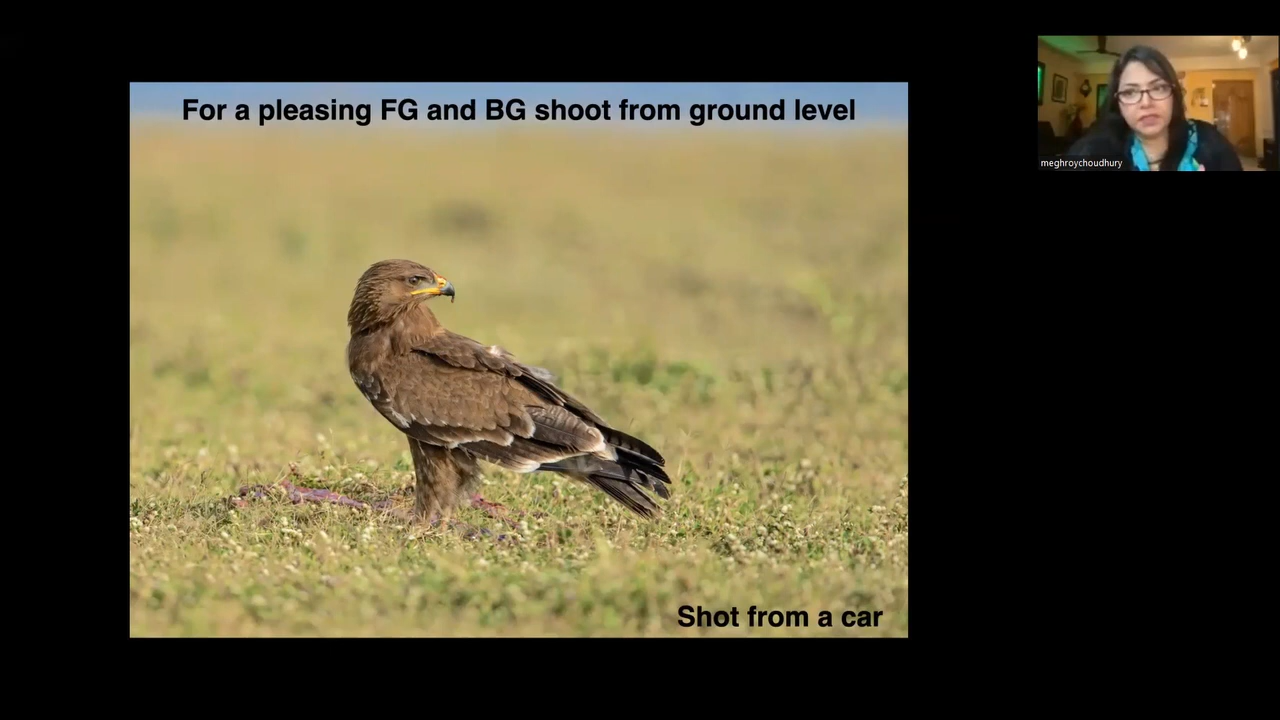 For a pleasing FG and BG shoot from ground level
meghroychoudhury
Shot from a car